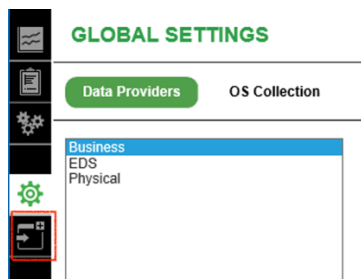 GLOBAL SETTINGS
Data Providers OS Collection
Business
EDS
Physical